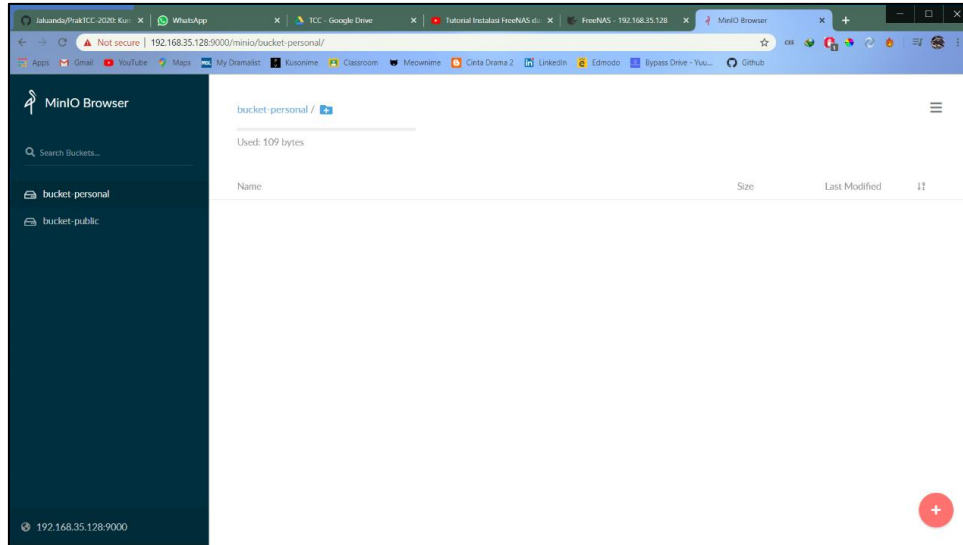 Jaluanda/PrakTCC-2020: Kun
WhatsApp
TCC - Google Drive
Tutorial Instalasi FreeNAS da
FreeNAS - 192.168.35.128
MinIO Browser
Not secure | 192.168.35.128:9000/minio/bucket-personal/
Apps Gmail YouTube Maps My Dramalist Kusonime Classroom Meownime Cinta Drama 2 LinkedIn Edmodo Bypass Drive - Yuu... Github
MinIO Browser
Search Buckets...
bucket-personal
bucket-public
192.168.35.128:9000
bucket-personal /
Used: 109 bytes
Name Size Last Modified